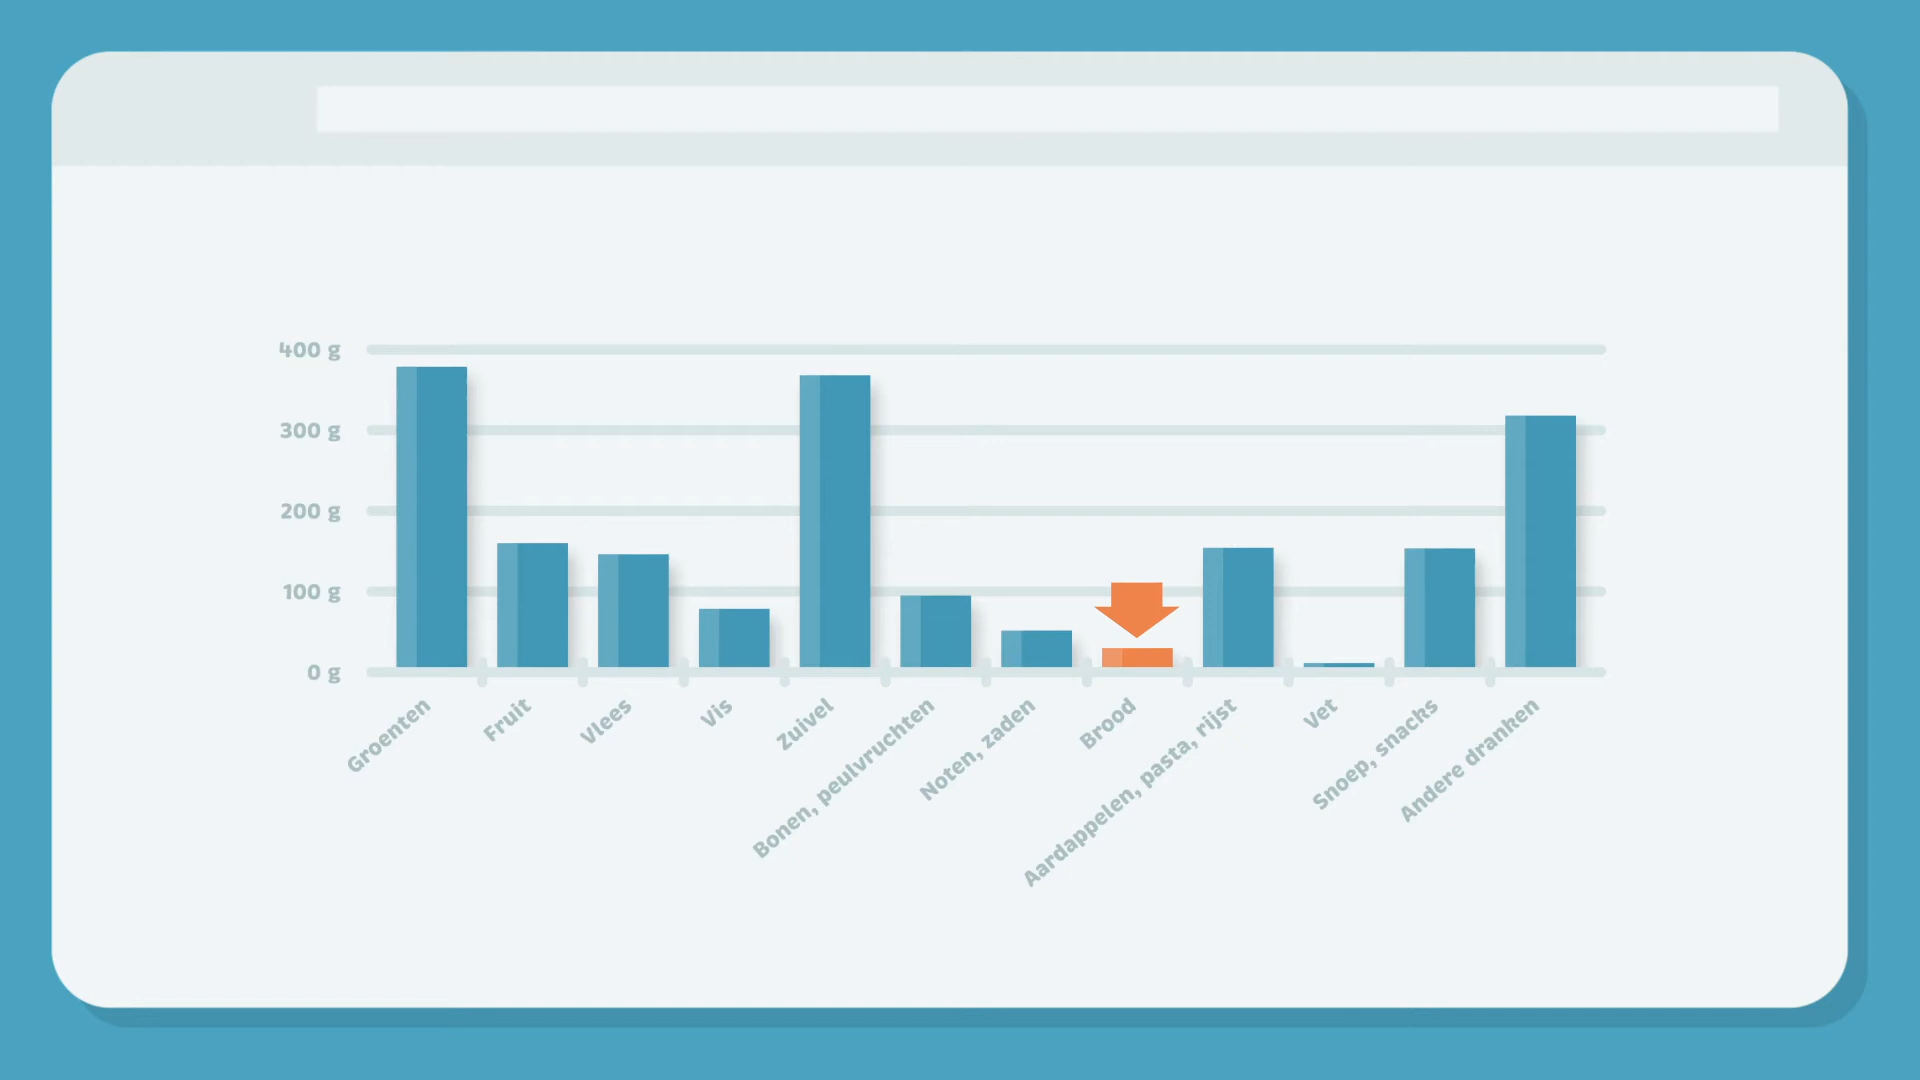 400 g
300 g
200 g
100 g
0 g
Groenten
Fruit
Vlees
Vis
Zuivel
Bonen, peulvruchten
Noten, zaden
Brood
Aardappelen, pasta, rijst
Vet
Snoep, snacks
Andere dranken